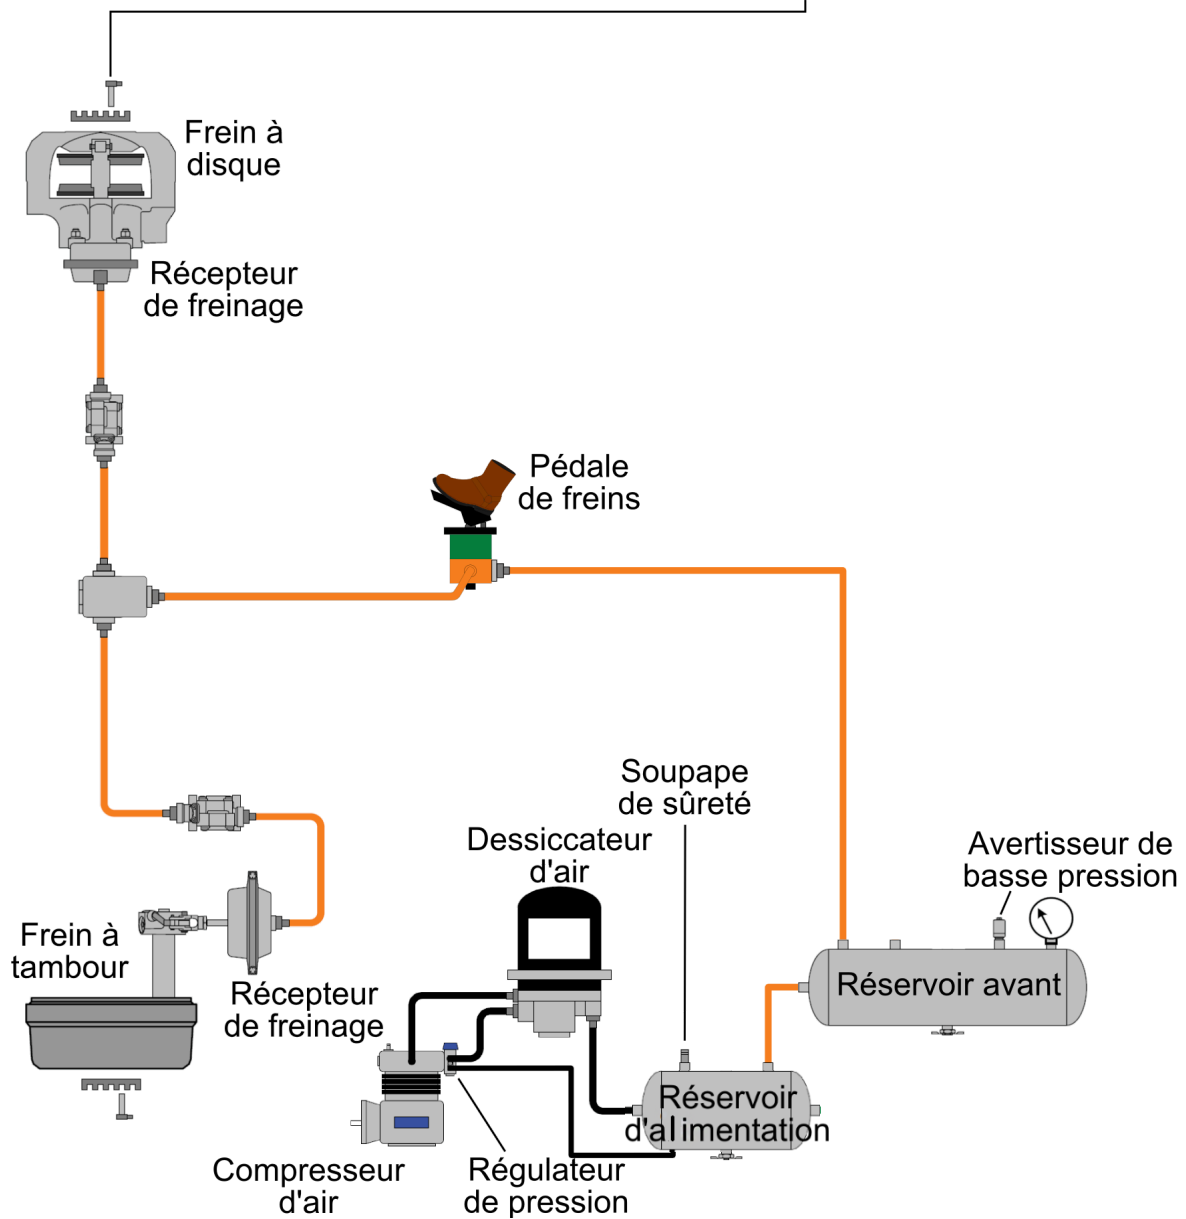 Frein à
disque
Récepteur
de freinage
Pédale
de freins
Soupape
de sûreté
Dessiccateur
d'air
Avertisseur de
basse pression
Frein à
tambour
Récepteur
de freinage
Réservoir avant
Réservoir
d'alimentation
Compresseur
d'air
Régulateur
de pression